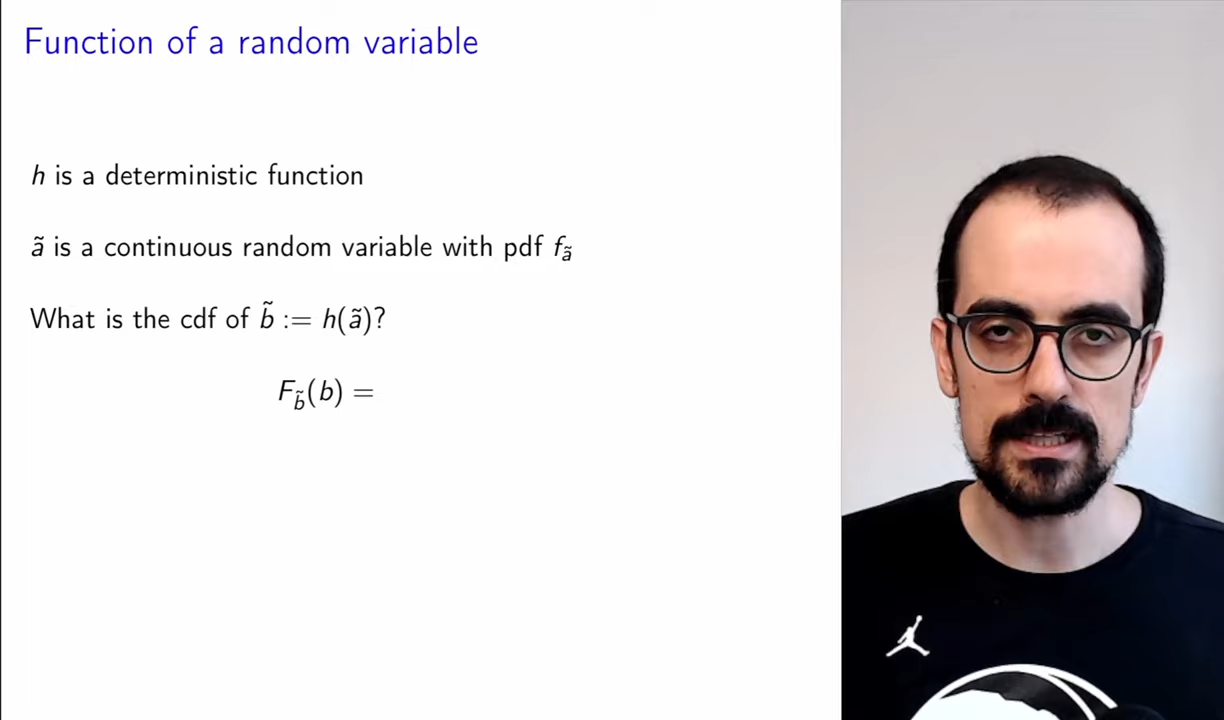 Function of a random variable
h is a deterministic function
ã is a continuous random variable with pdf f_ã
What is the cdf of b̃ := h(ã)?
F_b̃(b) =